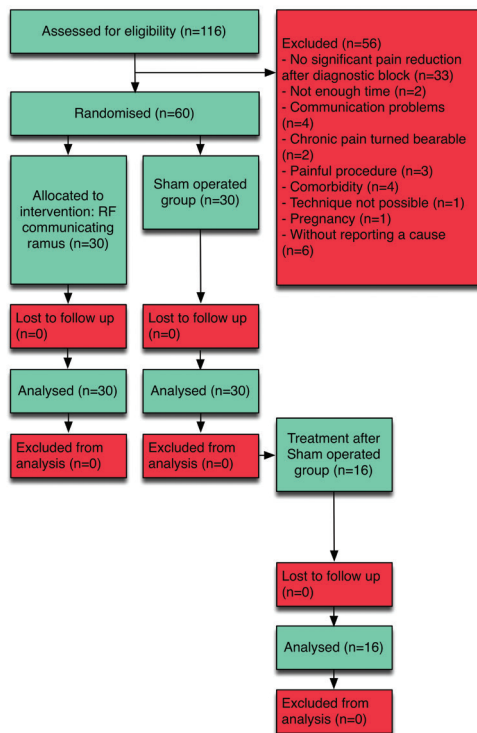 Assessed for eligibility (n=116)
Excluded (n=56)
- No significant pain reduction
after diagnostic block (n=33)
- Not enough time (n=2)
- Communication problems
(n=4)
- Chronic pain turned bearable
(n=2)
- Painful procedure (n=3)
- Comorbidity (n=4)
- Technique not possible (n=1)
- Pregnancy (n=1)
- Without reporting a cause
(n=6)
Randomised (n=60)
Allocated to
intervention: RF
communicating
ramus (n=30)
Sham operated
group (n=30)
Lost to follow up
(n=0)
Lost to follow up
(n=0)
Analysed (n=30)
Analysed (n=30)
Excluded from
analysis (n=0)
Excluded from
analysis (n=0)
Treatment after
Sham operated
group (n=16)
Lost to follow up
(n=0)
Analysed (n=16)
Excluded from
analysis (n=0)